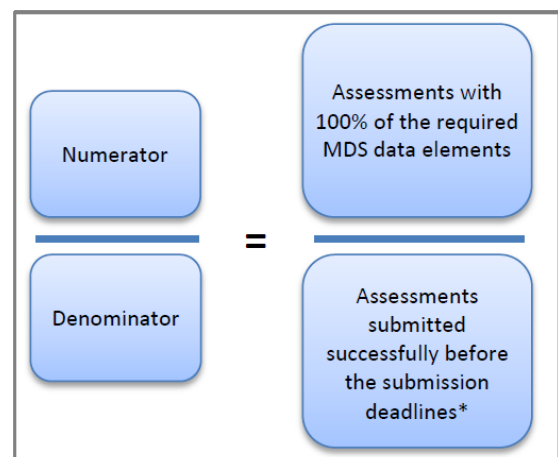 Numerator
Denominator
=
Assessments with
100% of the required
MDS data elements
Assessments
submitted
successfully before
the submission
deadlines*